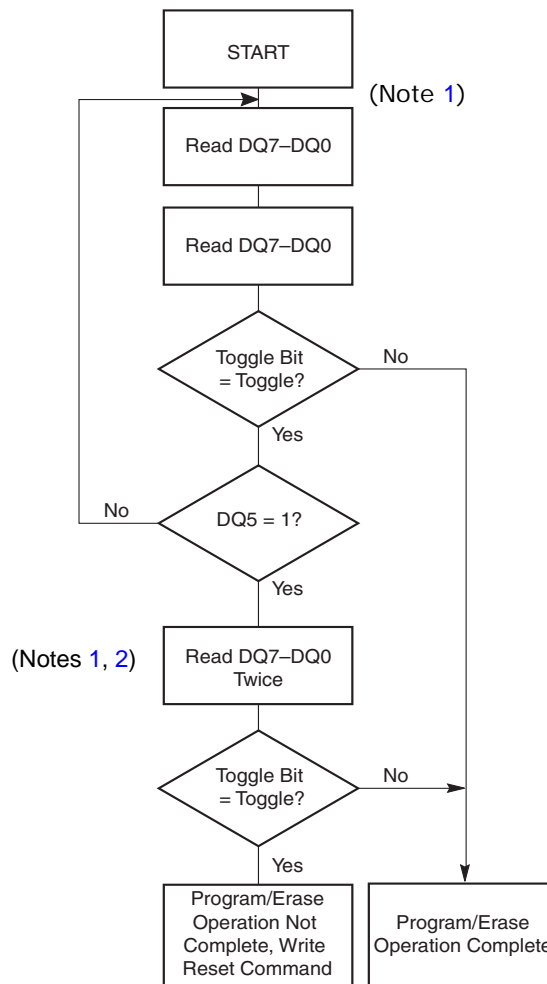 START
(Note 1)
Read DQ7–DQ0
Read DQ7–DQ0
Toggle Bit
= Toggle?
No
Yes
No
DQ5 = 1?
Yes
(Notes 1, 2)
Read DQ7–DQ0
Twice
Toggle Bit
= Toggle?
No
Yes
Program/Erase
Operation Not
Complete, Write
Reset Command
Program/Erase
Operation Complete